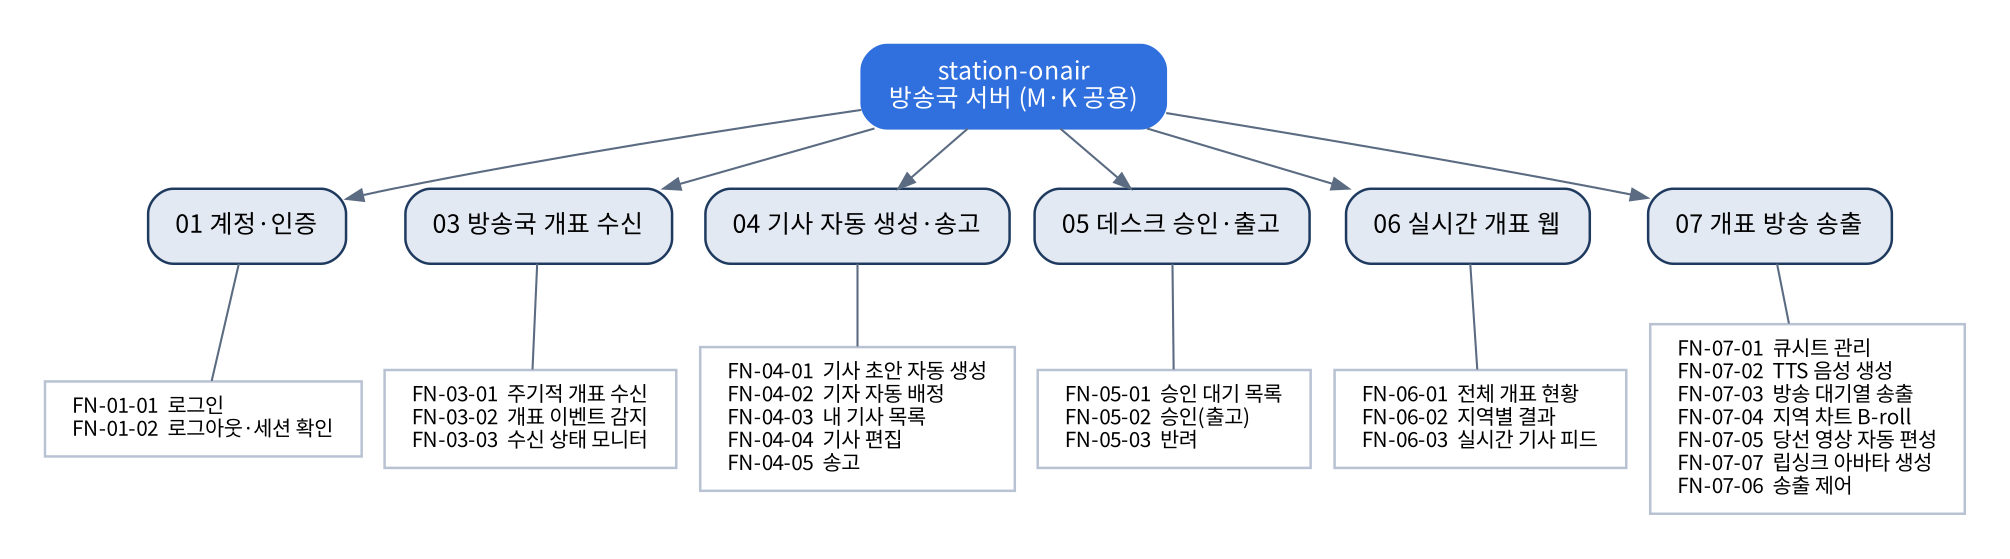 station-onair
방송국 서버 (M·K 공용)
01 계정·인증
03 방송국 개표 수신
04 기사 자동 생성·송고
05 데스크 승인·출고
06 실시간 개표 웹
07 개표 방송 송출
FN-01-01 로그인
FN-01-02 로그아웃·세션 확인
FN-03-01 주기적 개표 수신
FN-03-02 개표 이벤트 감지
FN-03-03 수신 상태 모니터
FN-04-01 기사 초안 자동 생성
FN-04-02 기자 자동 배정
FN-04-03 내 기사 목록
FN-04-04 기사 편집
FN-04-05 송고
FN-05-01 승인 대기 목록
FN-05-02 승인(출고)
FN-05-03 반려
FN-06-01 전체 개표 현황
FN-06-02 지역별 결과
FN-06-03 실시간 기사 피드
FN-07-01 큐시트 관리
FN-07-02 TTS 음성 생성
FN-07-03 방송 대기열 송출
FN-07-04 지역 차트 B-roll
FN-07-05 당선 영상 자동 편성
FN-07-07 립싱크 아바타 생성
FN-07-06 송출 제어